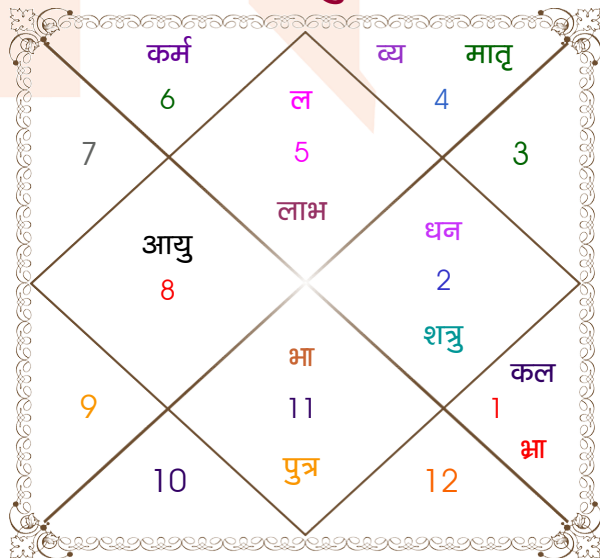 कर्म व्य मातृ
6 ल 4
7 5 3
लाभ
आयु धन
8 2
शत्रु
भा
कल
9 11 1
भ्रा
पुत्र
10 12